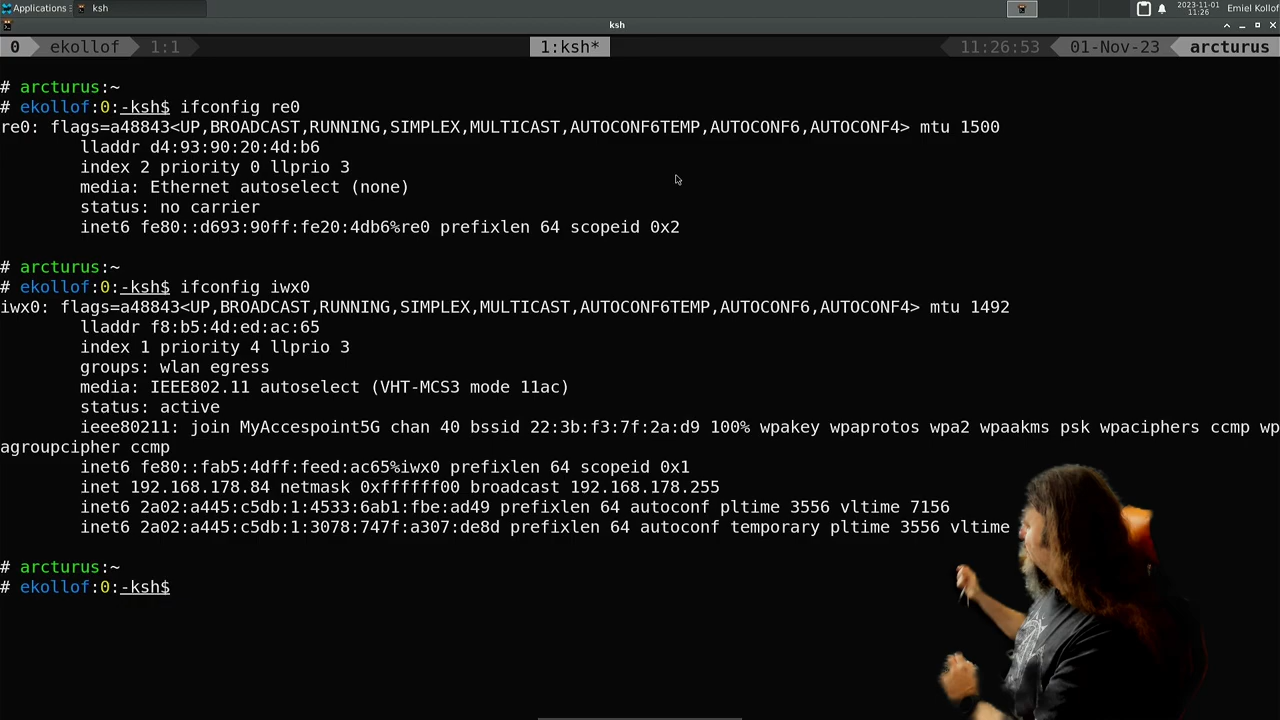 Applications
ksh
2023-11-01
11:26
Emiel Kollof
ksh
0 ekollof 1:1 1:ksh* 11:26:53 01-Nov-23 arcturus
# arcturus:~
# ekollof:0:-ksh$ ifconfig re0
re0: flags=a48843<UP,BROADCAST,RUNNING,SIMPLEX,MULTICAST,AUTOCONF6TEMP,AUTOCONF6,AUTOCONF4> mtu 1500
lladdr d4:93:90:20:4d:b6
index 2 priority 0 llprio 3
media: Ethernet autoselect (none)
status: no carrier
inet6 fe80::d693:90ff:fe20:4db6%re0 prefixlen 64 scopeid 0x2
# arcturus:~
# ekollof:0:-ksh$ ifconfig iwx0
iwx0: flags=a48843<UP,BROADCAST,RUNNING,SIMPLEX,MULTICAST,AUTOCONF6TEMP,AUTOCONF6,AUTOCONF4> mtu 1492
lladdr f8:b5:4d:ed:ac:65
index 1 priority 4 llprio 3
groups: wlan egress
media: IEEE802.11 autoselect (VHT-MCS3 mode 11ac)
status: active
ieee80211: join MyAccespoint5G chan 40 bssid 22:3b:f3:7f:2a:d9 100% wpakey wpaprotos wpa2 wpaakms psk wpaciphers ccmp wp
agroupcipher ccmp
inet6 fe80::fab5:4dff:feed:ac65%iwx0 prefixlen 64 scopeid 0x1
inet 192.168.178.84 netmask 0xffffff00 broadcast 192.168.178.255
inet6 2a02:a445:c5db:1:4533:6ab1:fbe:ad49 prefixlen 64 autoconf pltime 3556 vltime 7156
inet6 2a02:a445:c5db:1:3078:747f:a307:de8d prefixlen 64 autoconf temporary pltime 3556 vltime
# arcturus:~
# ekollof:0:-ksh$